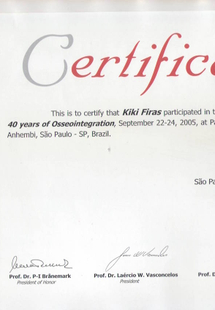 Certific
This is to certify that Kiki Firas participated in t
40 years of Osseointegration, September 22-24, 2005, at P
Anhembi, São Paulo - SP, Brazil.
São Pa
Prof. Dr. P-I Brånemark
Prof. Dr. Laércio W. Vasconcelos
Prof. E
President of Honor
President